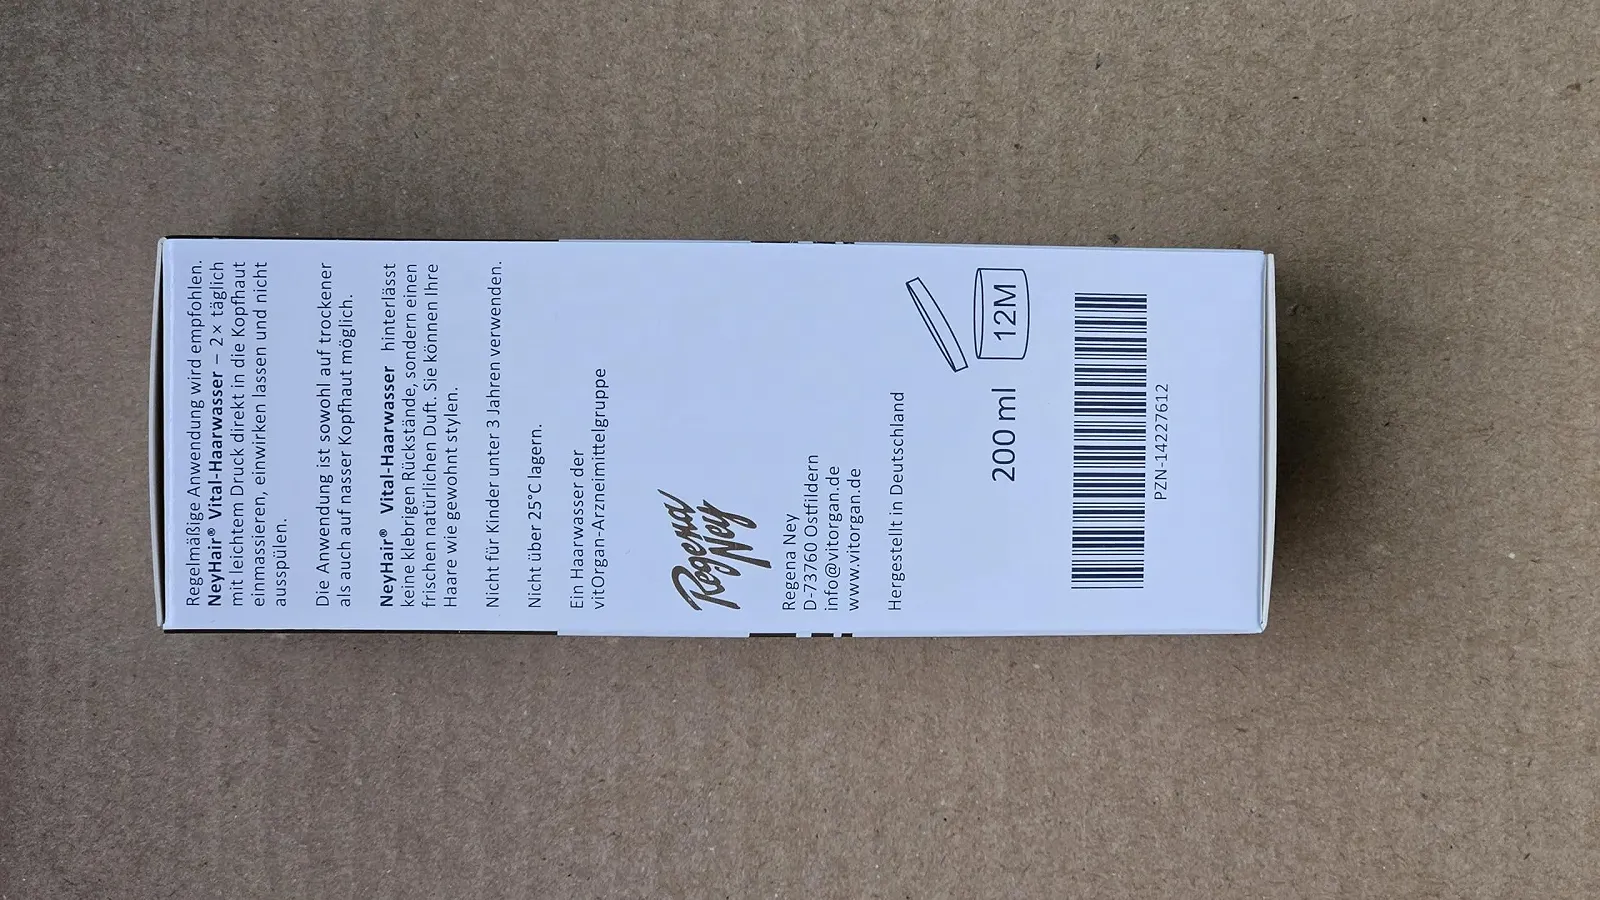 Regelmäßige Anwendung wird empfohlen.
NeyHair® Vital-Haarwasser – 2 × täglich
mit leichtem Druck direkt in die Kopfhaut
einmassieren, einwirken lassen und nicht
ausspülen.
Die Anwendung ist sowohl auf trockener
als auch auf nasser Kopfhaut möglich.
NeyHair® Vital-Haarwasser hinterlässt
keine klebrigen Rückstände, sondern einen
frischen natürlichen Duft. Sie können Ihre
Haare wie gewohnt stylen.
Nicht für Kinder unter 3 Jahren verwenden.
Nicht über 25°C lagern.
Ein Haarwasser der
vitOrgan-Arzneimittelgruppe
Regena
Ney
Regena Ney
D-73760 Ostfildern
info@vitorgan.de
www.vitorgan.de
Hergestellt in Deutschland
200 ml
12M
PZN-14227612